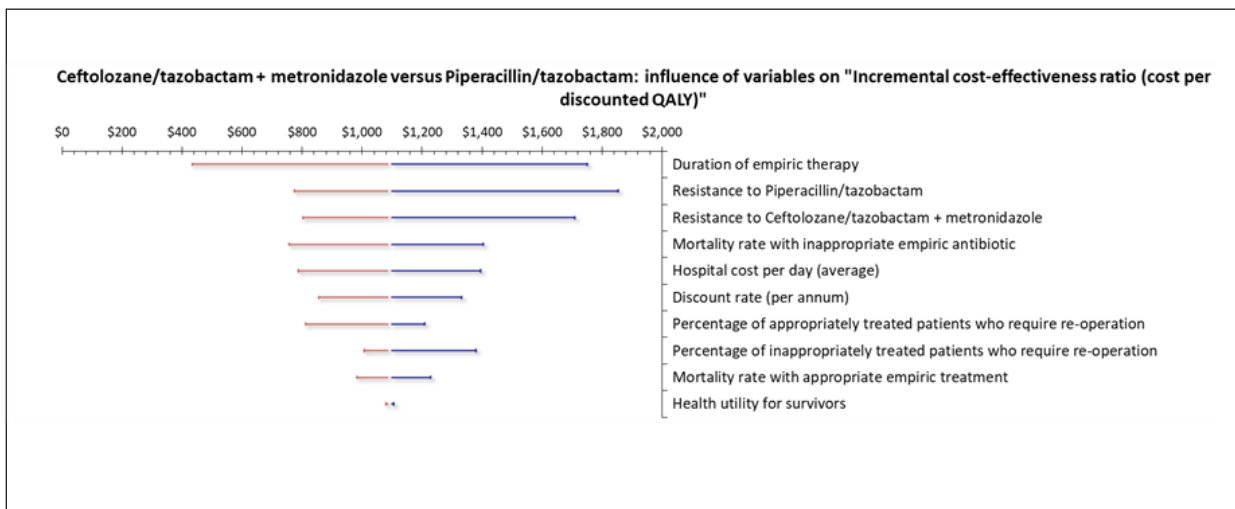 Ceftolozane/tazobactam + metronidazole versus Piperacillin/tazobactam: influence of variables on "Incremental cost-effectiveness ratio (cost per
discounted QALY)"
$0 $200 $400 $600 $800 $1,000 $1,200 $1,400 $1,600 $1,800 $2,000
Duration of empiric therapy
Resistance to Piperacillin/tazobactam
Resistance to Ceftolozane/tazobactam + metronidazole
Mortality rate with inappropriate empiric antibiotic
Hospital cost per day (average)
Discount rate (per annum)
Percentage of appropriately treated patients who require re-operation
Percentage of inappropriately treated patients who require re-operation
Mortality rate with appropriate empiric treatment
Health utility for survivors